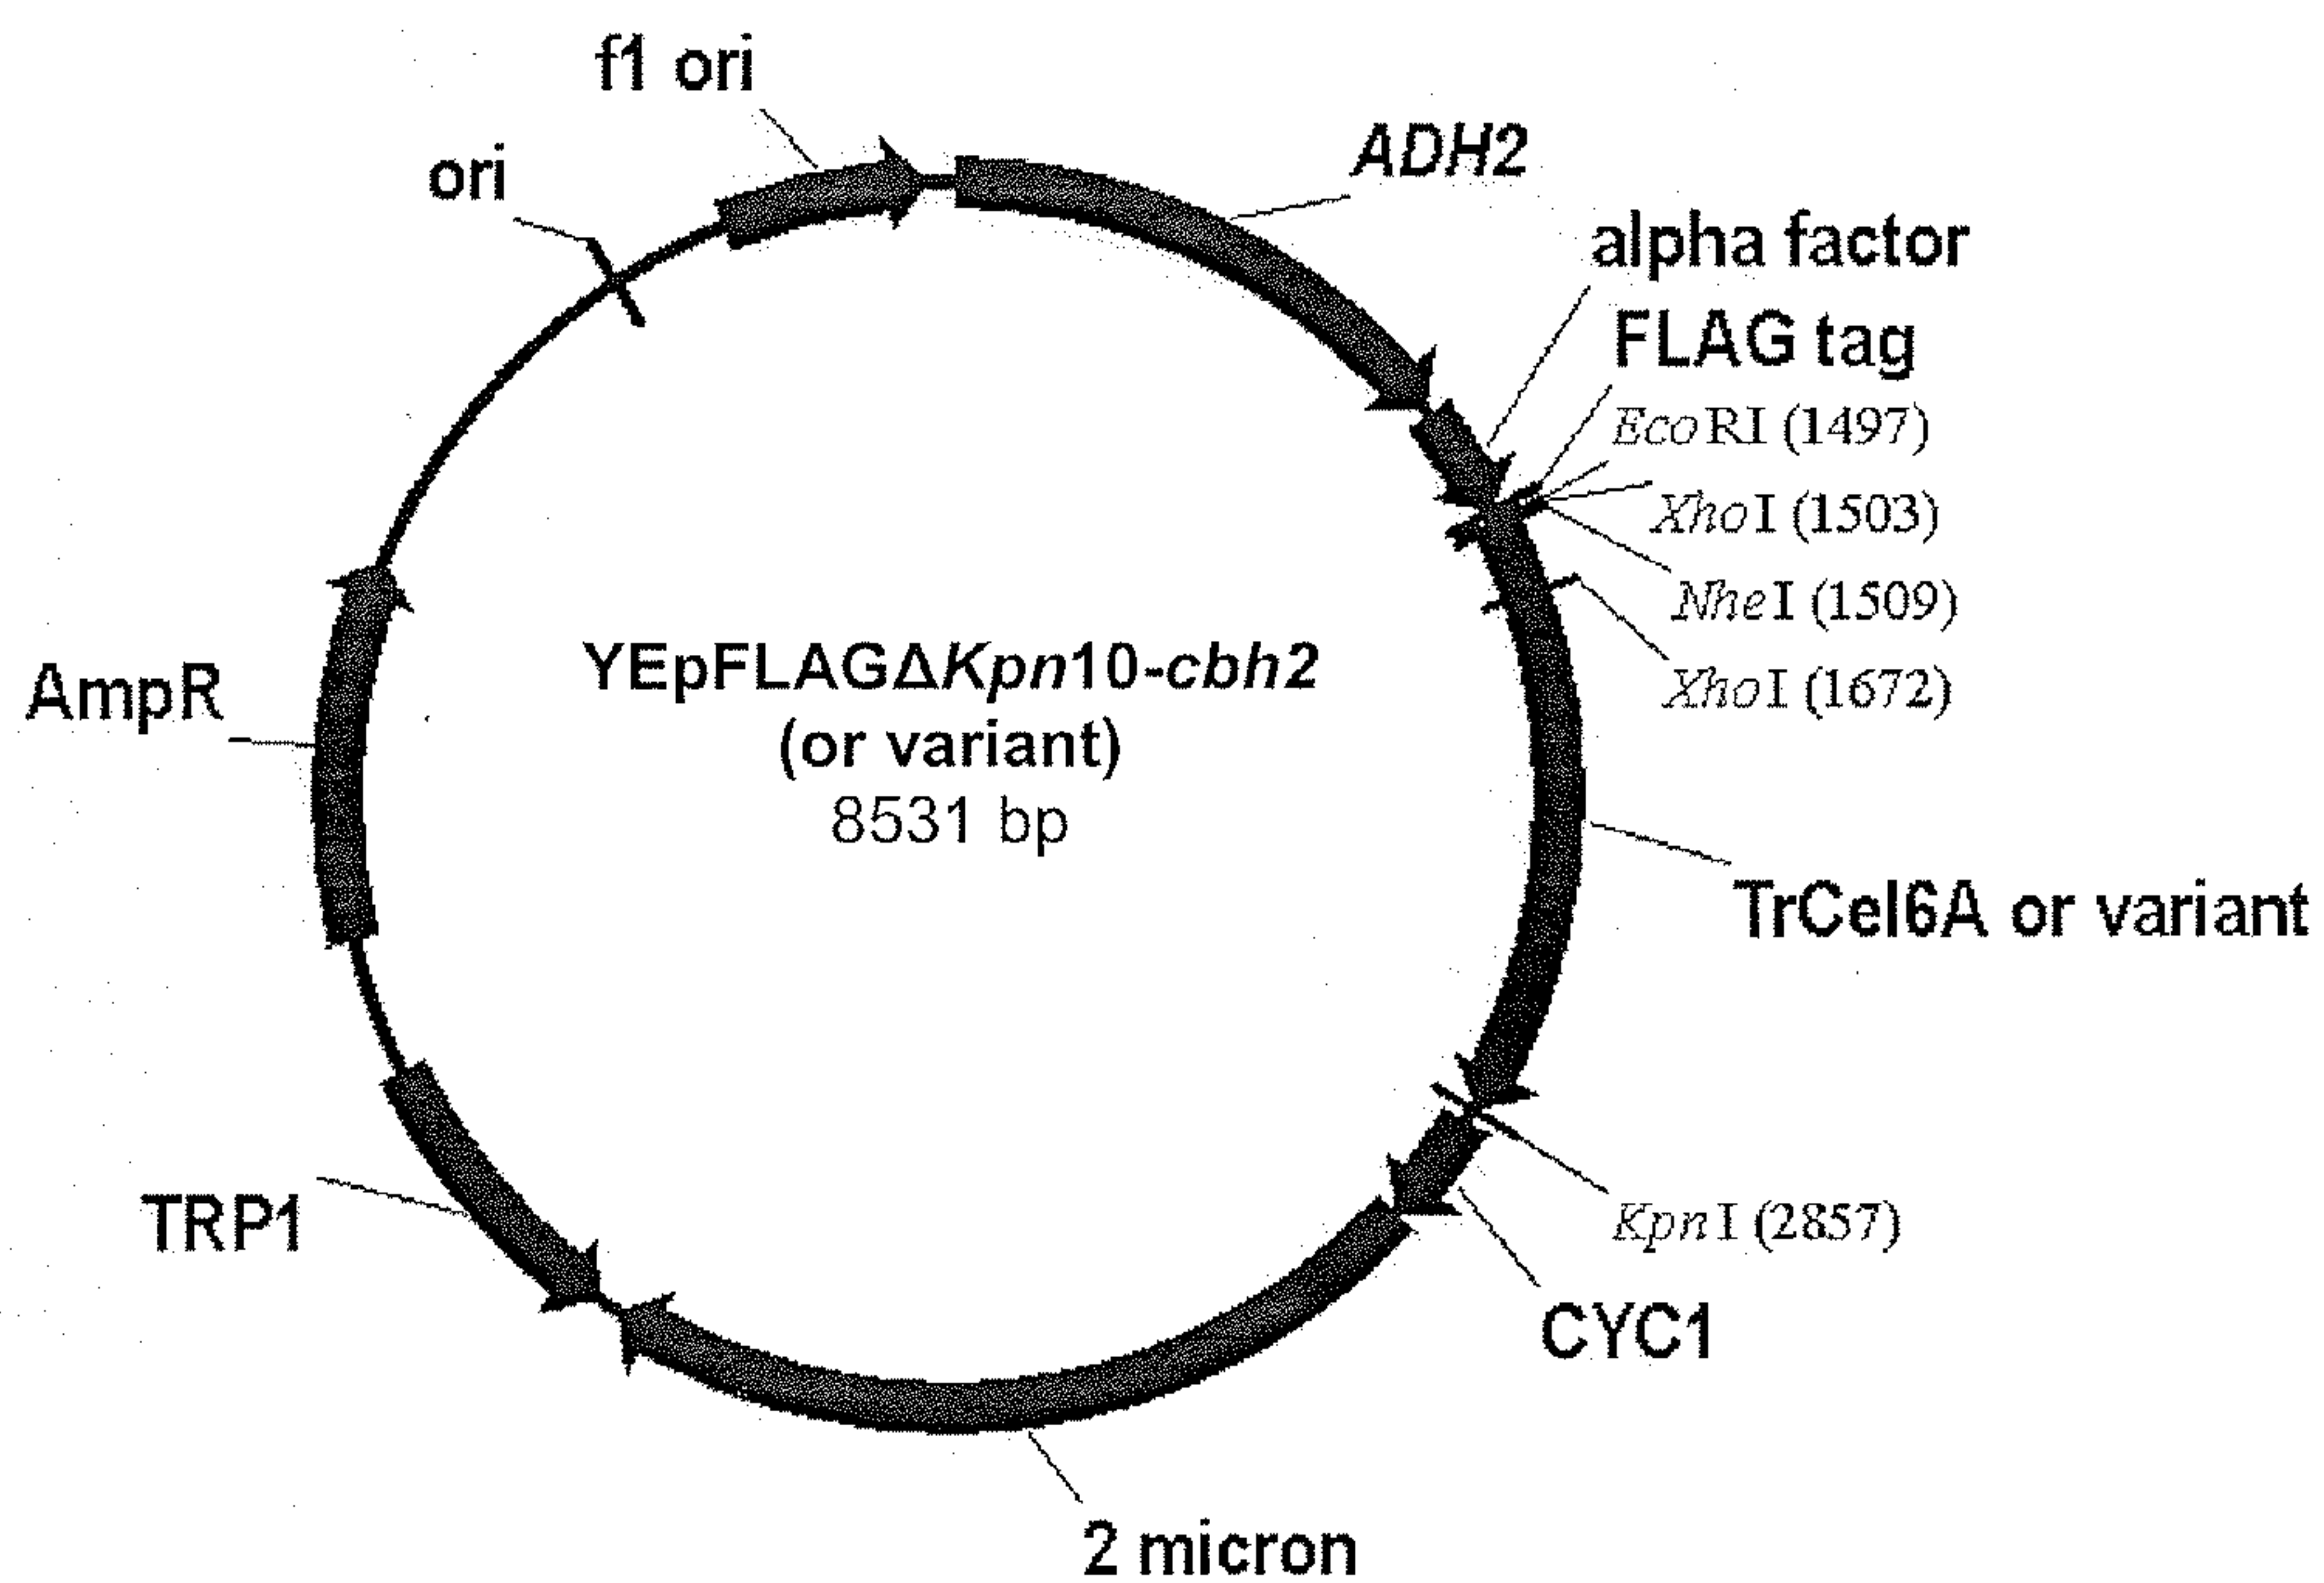 f1 ori
ori
ADH2
alpha factor
FLAG tag
EcoRI (1497)
XhoI (1503)
NheI (1509)
XhoI (1672)
YEpFLAGΔKpn10-cbh2
(or variant)
8531 bp
AmpR
TrCel6A or variant
TRP1
KpnI (2857)
CYC1
2 micron